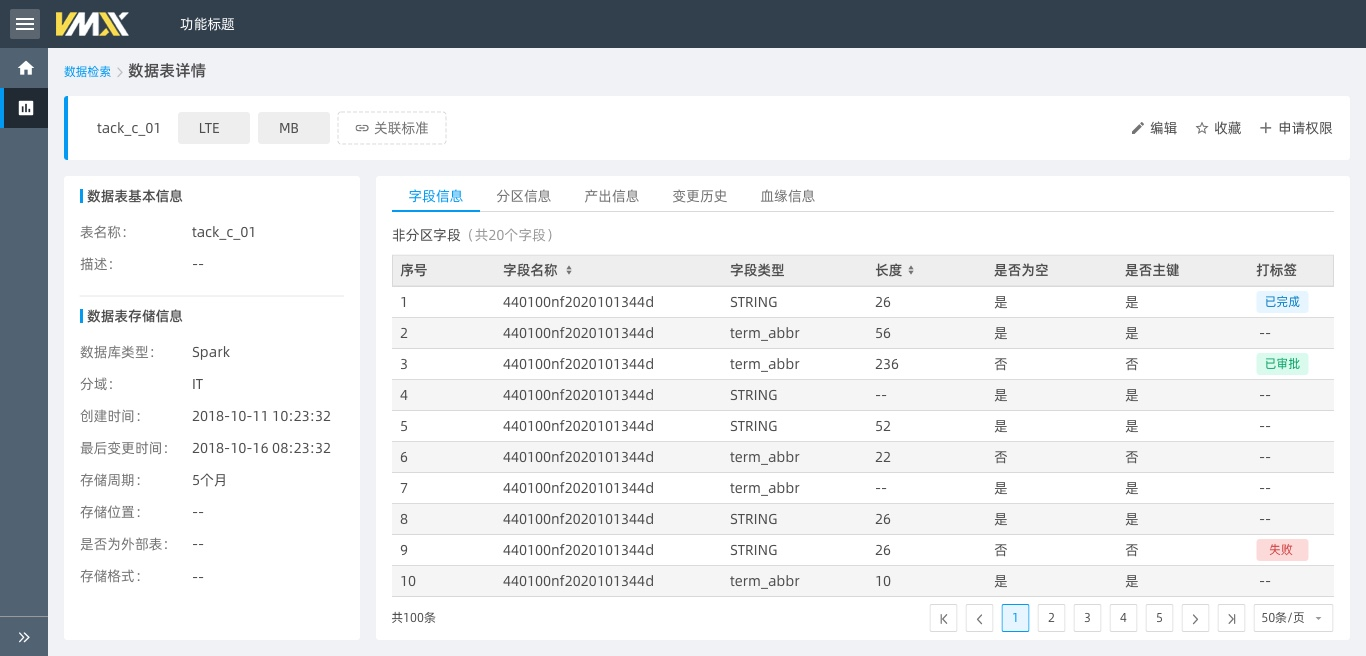 VMX 功能标题
数据检索 > 数据表详情
tack_c_01 LTE MB 关联标准 编辑 收藏 申请权限
数据表基本信息
表名称： tack_c_01
描述： --
数据表存储信息
数据库类型： Spark
分域： IT
创建时间： 2018-10-11 10:23:32
最后变更时间： 2018-10-16 08:23:32
存储周期： 5个月
存储位置： --
是否为外部表： --
存储格式： --
字段信息 分区信息 产出信息 变更历史 血缘信息
非分区字段（共20个字段）
序号 字段名称 字段类型 长度 是否为空 是否主键 打标签
1 440100nf2020101344d STRING 26 是 是 已完成
2 440100nf2020101344d term_abbr 56 是 是 --
3 440100nf2020101344d term_abbr 236 否 否 已审批
4 440100nf2020101344d STRING -- 是 是 --
5 440100nf2020101344d STRING 52 是 是 --
6 440100nf2020101344d term_abbr 22 否 否 --
7 440100nf2020101344d term_abbr -- 是 是 --
8 440100nf2020101344d STRING 26 是 是 --
9 440100nf2020101344d STRING 26 否 否 失败
10 440100nf2020101344d term_abbr 10 是 是 --
共100条 1 2 3 4 5 50条/页